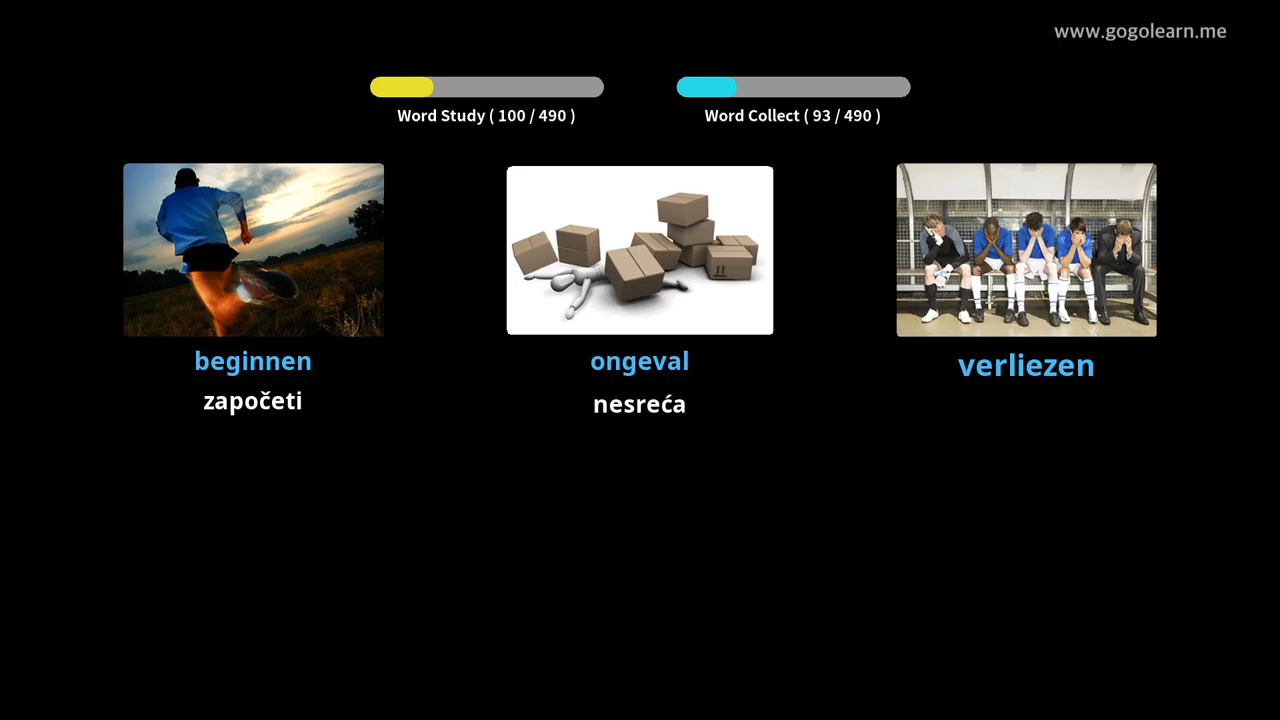 www.gogolearn.me
Word Study ( 100 / 490 )
Word Collect ( 93 / 490 )
beginnen
započeti
ongeval
nesreća
verliezen